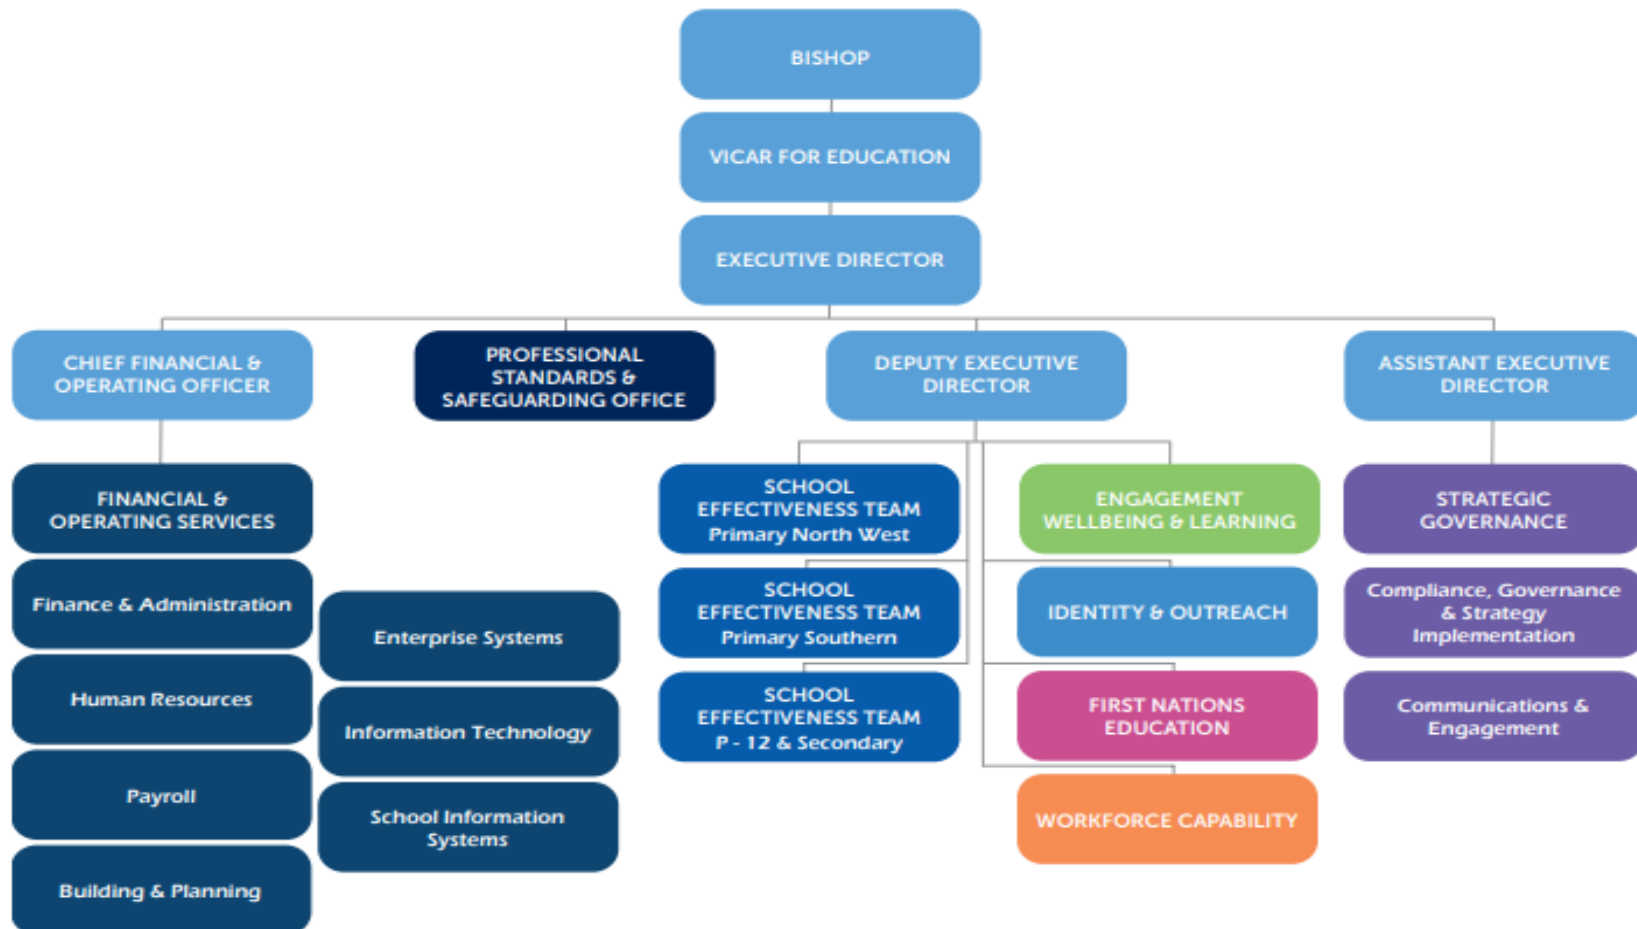 BISHOP
VICAR FOR EDUCATION
EXECUTIVE DIRECTOR
CHIEF FINANCIAL &
OPERATING OFFICER
PROFESSIONAL
STANDARDS &
SAFEGUARDING OFFICE
DEPUTY EXECUTIVE
DIRECTOR
ASSISTANT EXECUTIVE
DIRECTOR
FINANCIAL &
OPERATING SERVICES
Finance & Administration
Human Resources
Payroll
Building & Planning
Enterprise Systems
Information Technology
School Information
Systems
SCHOOL
EFFECTIVENESS TEAM
Primary North West
SCHOOL
EFFECTIVENESS TEAM
Primary Southern
SCHOOL
EFFECTIVENESS TEAM
P - 12 & Secondary
ENGAGEMENT
WELLBEING & LEARNING
IDENTITY & OUTREACH
FIRST NATIONS
EDUCATION
WORKFORCE CAPABILITY
STRATEGIC
GOVERNANCE
Compliance, Governance
& Strategy
Implementation
Communications &
Engagement